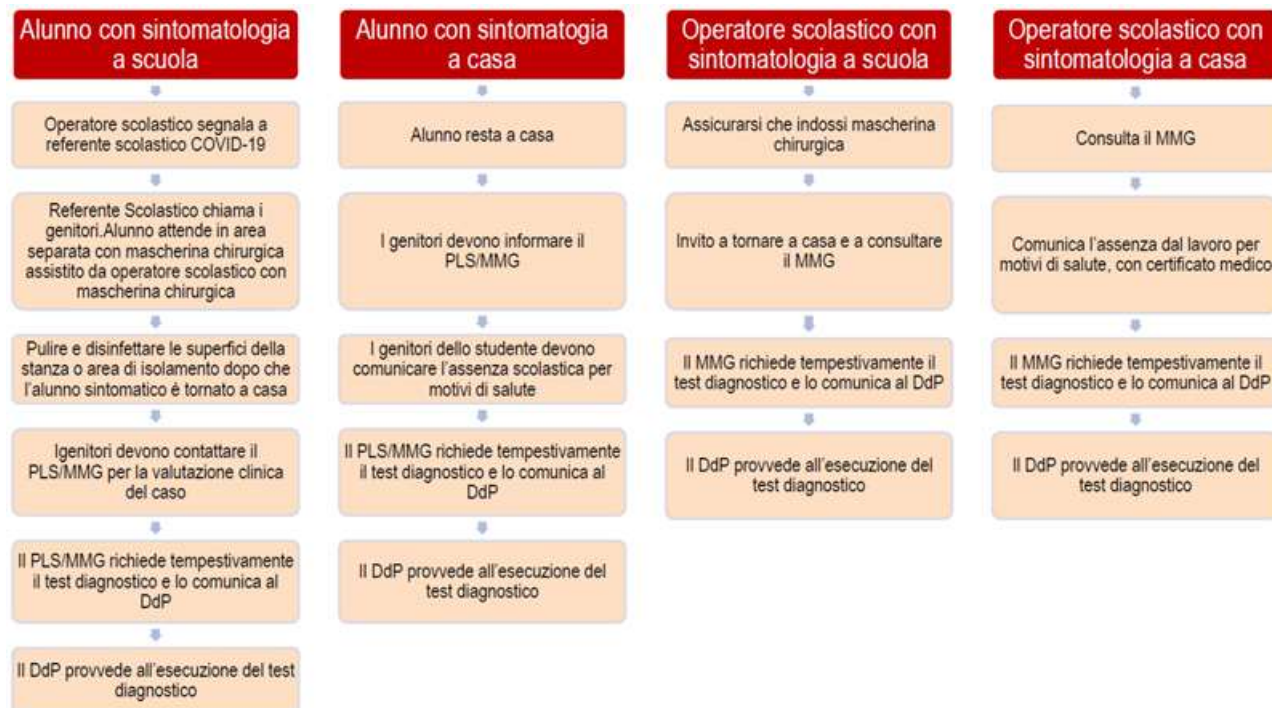 Alunno con sintomatologia
a scuola
Operatore scolastico segnala a
referente scolastico COVID-19
Referente Scolastico chiama i
genitori.Alunno attende in area
separata con mascherina chirurgica
assistito da operatore scolastico con
mascherina chirurgica
Pulire e disinfettare le superfici della
stanza o area di isolamento dopo che
l'alunno sintomatico è tornato a casa
Igenitori devono contattare il
PLS/MMG per la valutazione clinica
del caso
Il PLS/MMG richiede tempestivamente
il test diagnostico e lo comunica al
DdP
Il DdP provvede all'esecuzione del test
diagnostico
Alunno con sintomatogia
a casa
Alunno resta a casa
I genitori devono informare il
PLS/MMG
I genitori dello studente devono
comunicare l'assenza scolastica per
motivi di salute
Il PLS/MMG richiede tempestivamente
il test diagnostico e lo comunica al
DdP
Il DdP provvede all'esecuzione del
test diagnostico
Operatore scolastico con
sintomatologia a scuola
Assicurarsi che indossi mascherina
chirurgica
Invito a tornare a casa e a consultare
il MMG
Il MMG richiede tempestivamente il
test diagnostico e lo comunica al DdP
Il DdP provvede all'esecuzione del
test diagnostico
Operatore scolastico con
sintomatologia a casa
Consulta il MMG
Comunica l'assenza dal lavoro per
motivi di salute, con certificato medico
Il MMG richiede tempestivamente il
test diagnostico e lo comunica al DdP
Il DdP provvede all'esecuzione del
test diagnostico